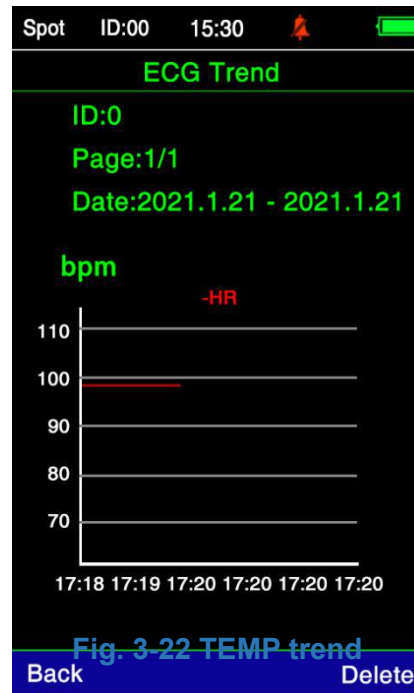 Spot ID:00 15:30
ECG Trend
ID:0
Page:1/1
Date:2021.1.21 - 2021.1.21
bpm
-HR
110
100
90
80
70
17:18 17:19 17:20 17:20 17:20 17:20
Fig. 3-22 TEMP trend
Back Delete